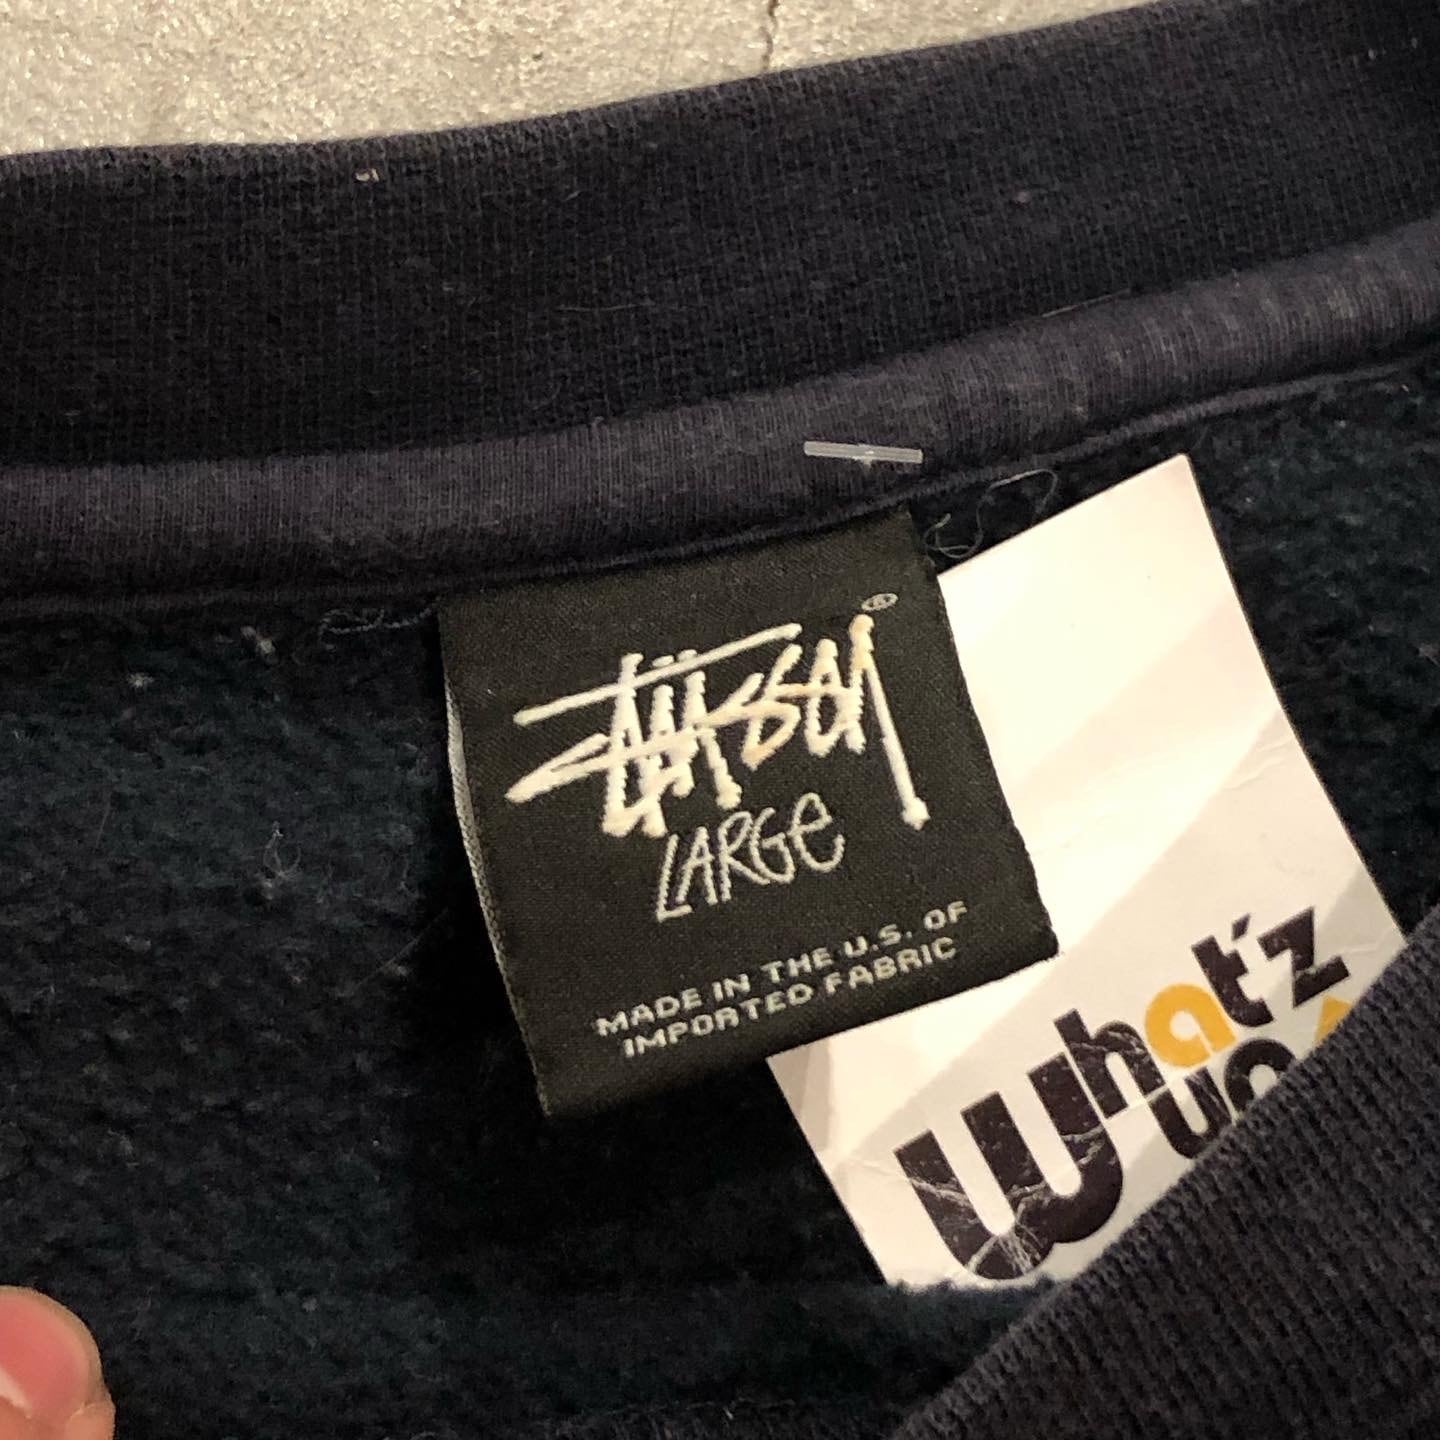 Stüssy®
LARGe
MADE IN THE U.S. OF
IMPORTED FABRIC
What'z